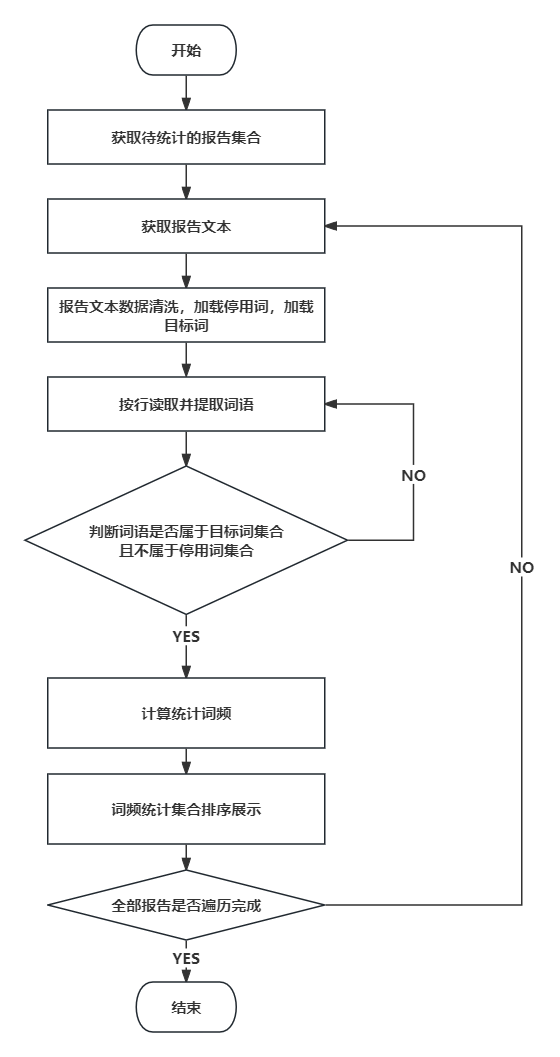 开始
获取待统计的报告集合
获取报告文本
报告文本数据清洗，加载停用词，加载
目标词
按行读取并提取词语
NO
判断词语是否属于目标词集合
且不属于停用词集合
NO
YES
计算统计词频
词频统计集合排序展示
全部报告是否遍历完成
YES
结束